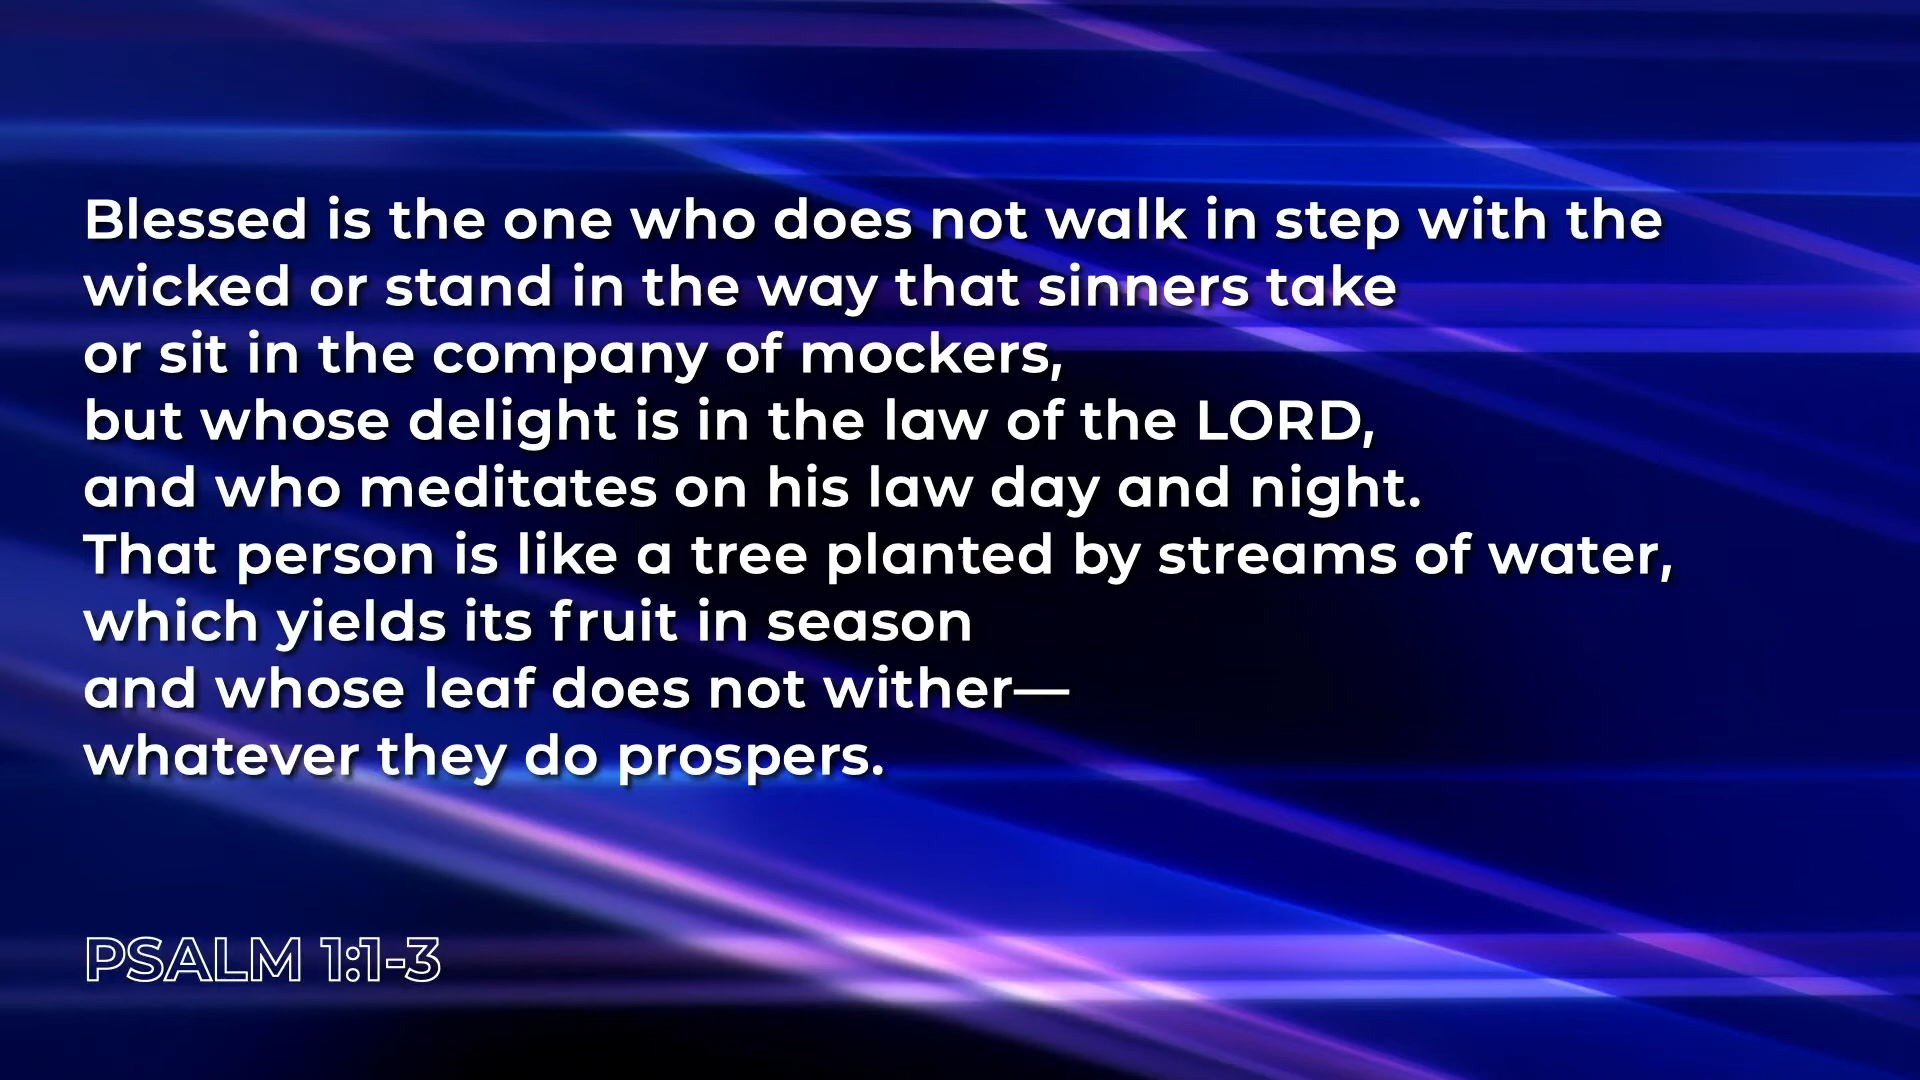 Blessed is the one who does not walk in step with the
wicked or stand in the way that sinners take
or sit in the company of mockers,
but whose delight is in the law of the LORD,
and who meditates on his law day and night.
That person is like a tree planted by streams of water,
which yields its fruit in season
and whose leaf does not wither—
whatever they do prospers.
PSALM 1:1-3